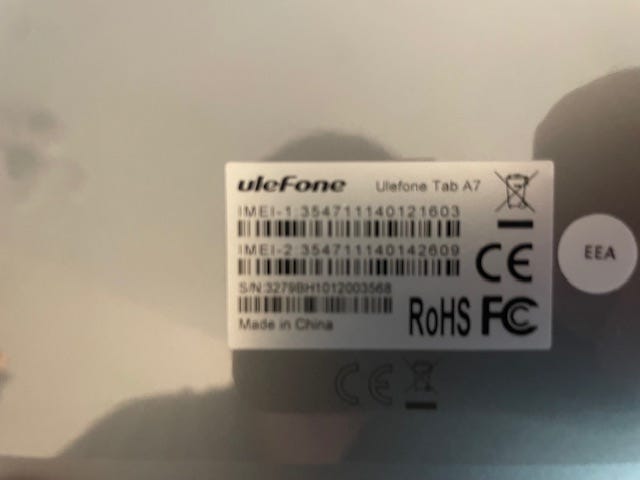 uleFone Ulefone Tab A7
IMEI-1:354711140121603
IMEI-2:354711140142609
S/N:3279BH1012003568
Made in China
CE
RoHS FC
EEA
CE